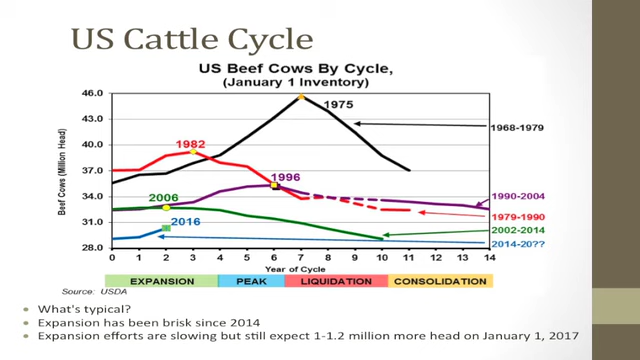 US Cattle Cycle
US Beef Cows By Cycle,
(January 1 Inventory)
Beef Cows (Million Head)
46.0
43.0
40.0
37.0
34.0
31.0
28.0
1975
1982
1996
2006
2016
1968-1979
1990-2004
1979-1990
2002-2014
2014-20??
0 1 2 3 4 5 6 7 8 9 10 11 12 13 14
Year of Cycle
EXPANSION PEAK LIQUIDATION CONSOLIDATION
Source: USDA
• What's typical?
• Expansion has been brisk since 2014
• Expansion efforts are slowing but still expect 1-1.2 million more head on January 1, 2017